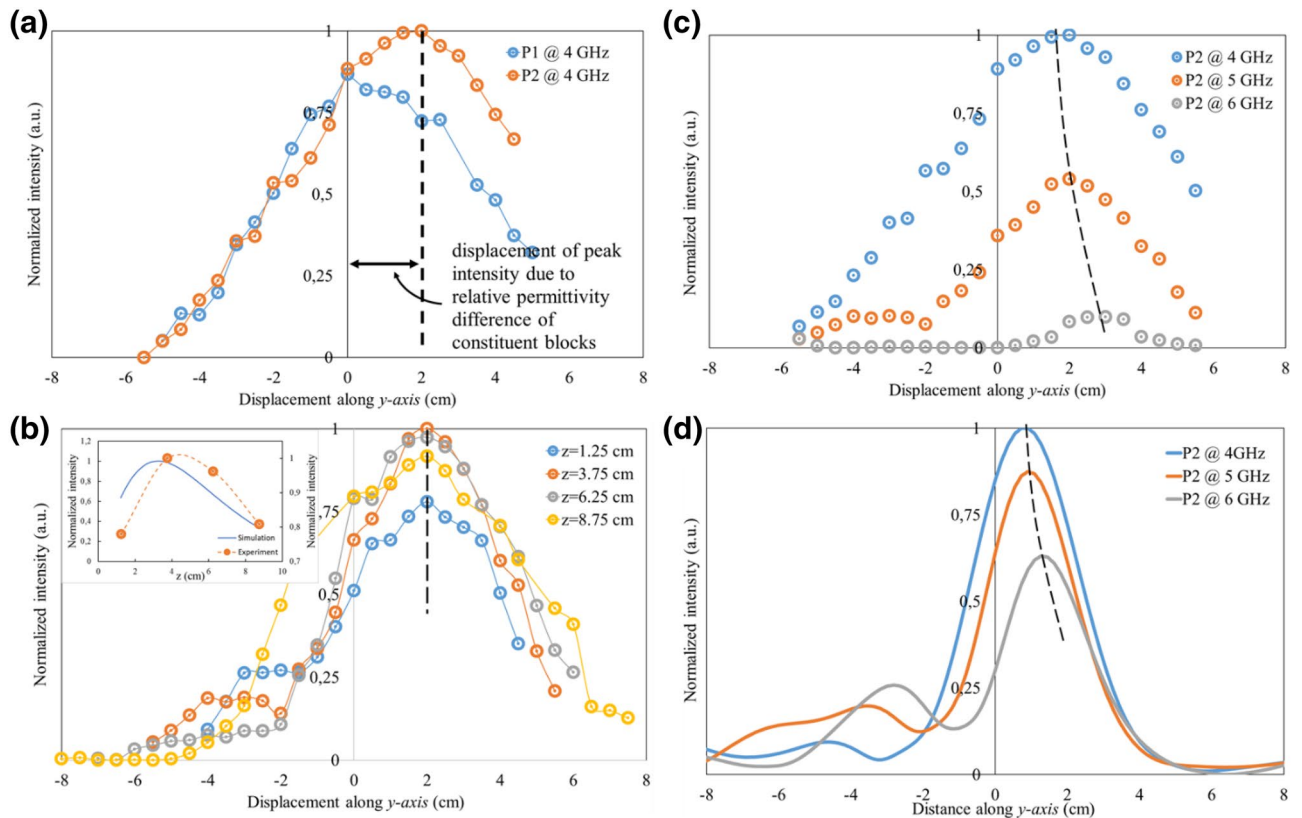 (a)
1
P1 @ 4 GHz
P2 @ 4 GHz
0,75
0,5
0,25
0
Normalized intensity (a.u.)
displacement of peak
intensity due to
relative permittivity
difference of
constituent blocks
-8 -6 -4 -2 0 2 4 6 8
Displacement along y-axis (cm)
(c)
1
P2 @ 4 GHz
P2 @ 5 GHz
P2 @ 6 GHz
0,75
0,5
0,25
0
Normalized intensity (a.u.)
-8 -6 -4 -2 0 2 4 6 8
Displacement along y-axis (cm)
(b)
1
z=1.25 cm
z=3.75 cm
z=6.25 cm
z=8.75 cm
0,75
0,5
0,25
0
Normalized intensity (a.u.)
1,2
1
0,8
0,6
0,4
0,2
0
Normalized intensity
Simulation
Experiment
1
0,9
0,8
0,7
Normalized intensity
0 2 4 6 8 10
z (cm)
-8 -6 -4 -2 0 2 4 6 8
Displacement along y-axis (cm)
(d)
1
P2 @ 4GHz
P2 @ 5 GHz
P2 @ 6 GHz
0,75
0,5
0,25
0
Normalized intensity (a.u.)
-8 -6 -4 -2 0 2 4 6 8
Distance along y-axis (cm)